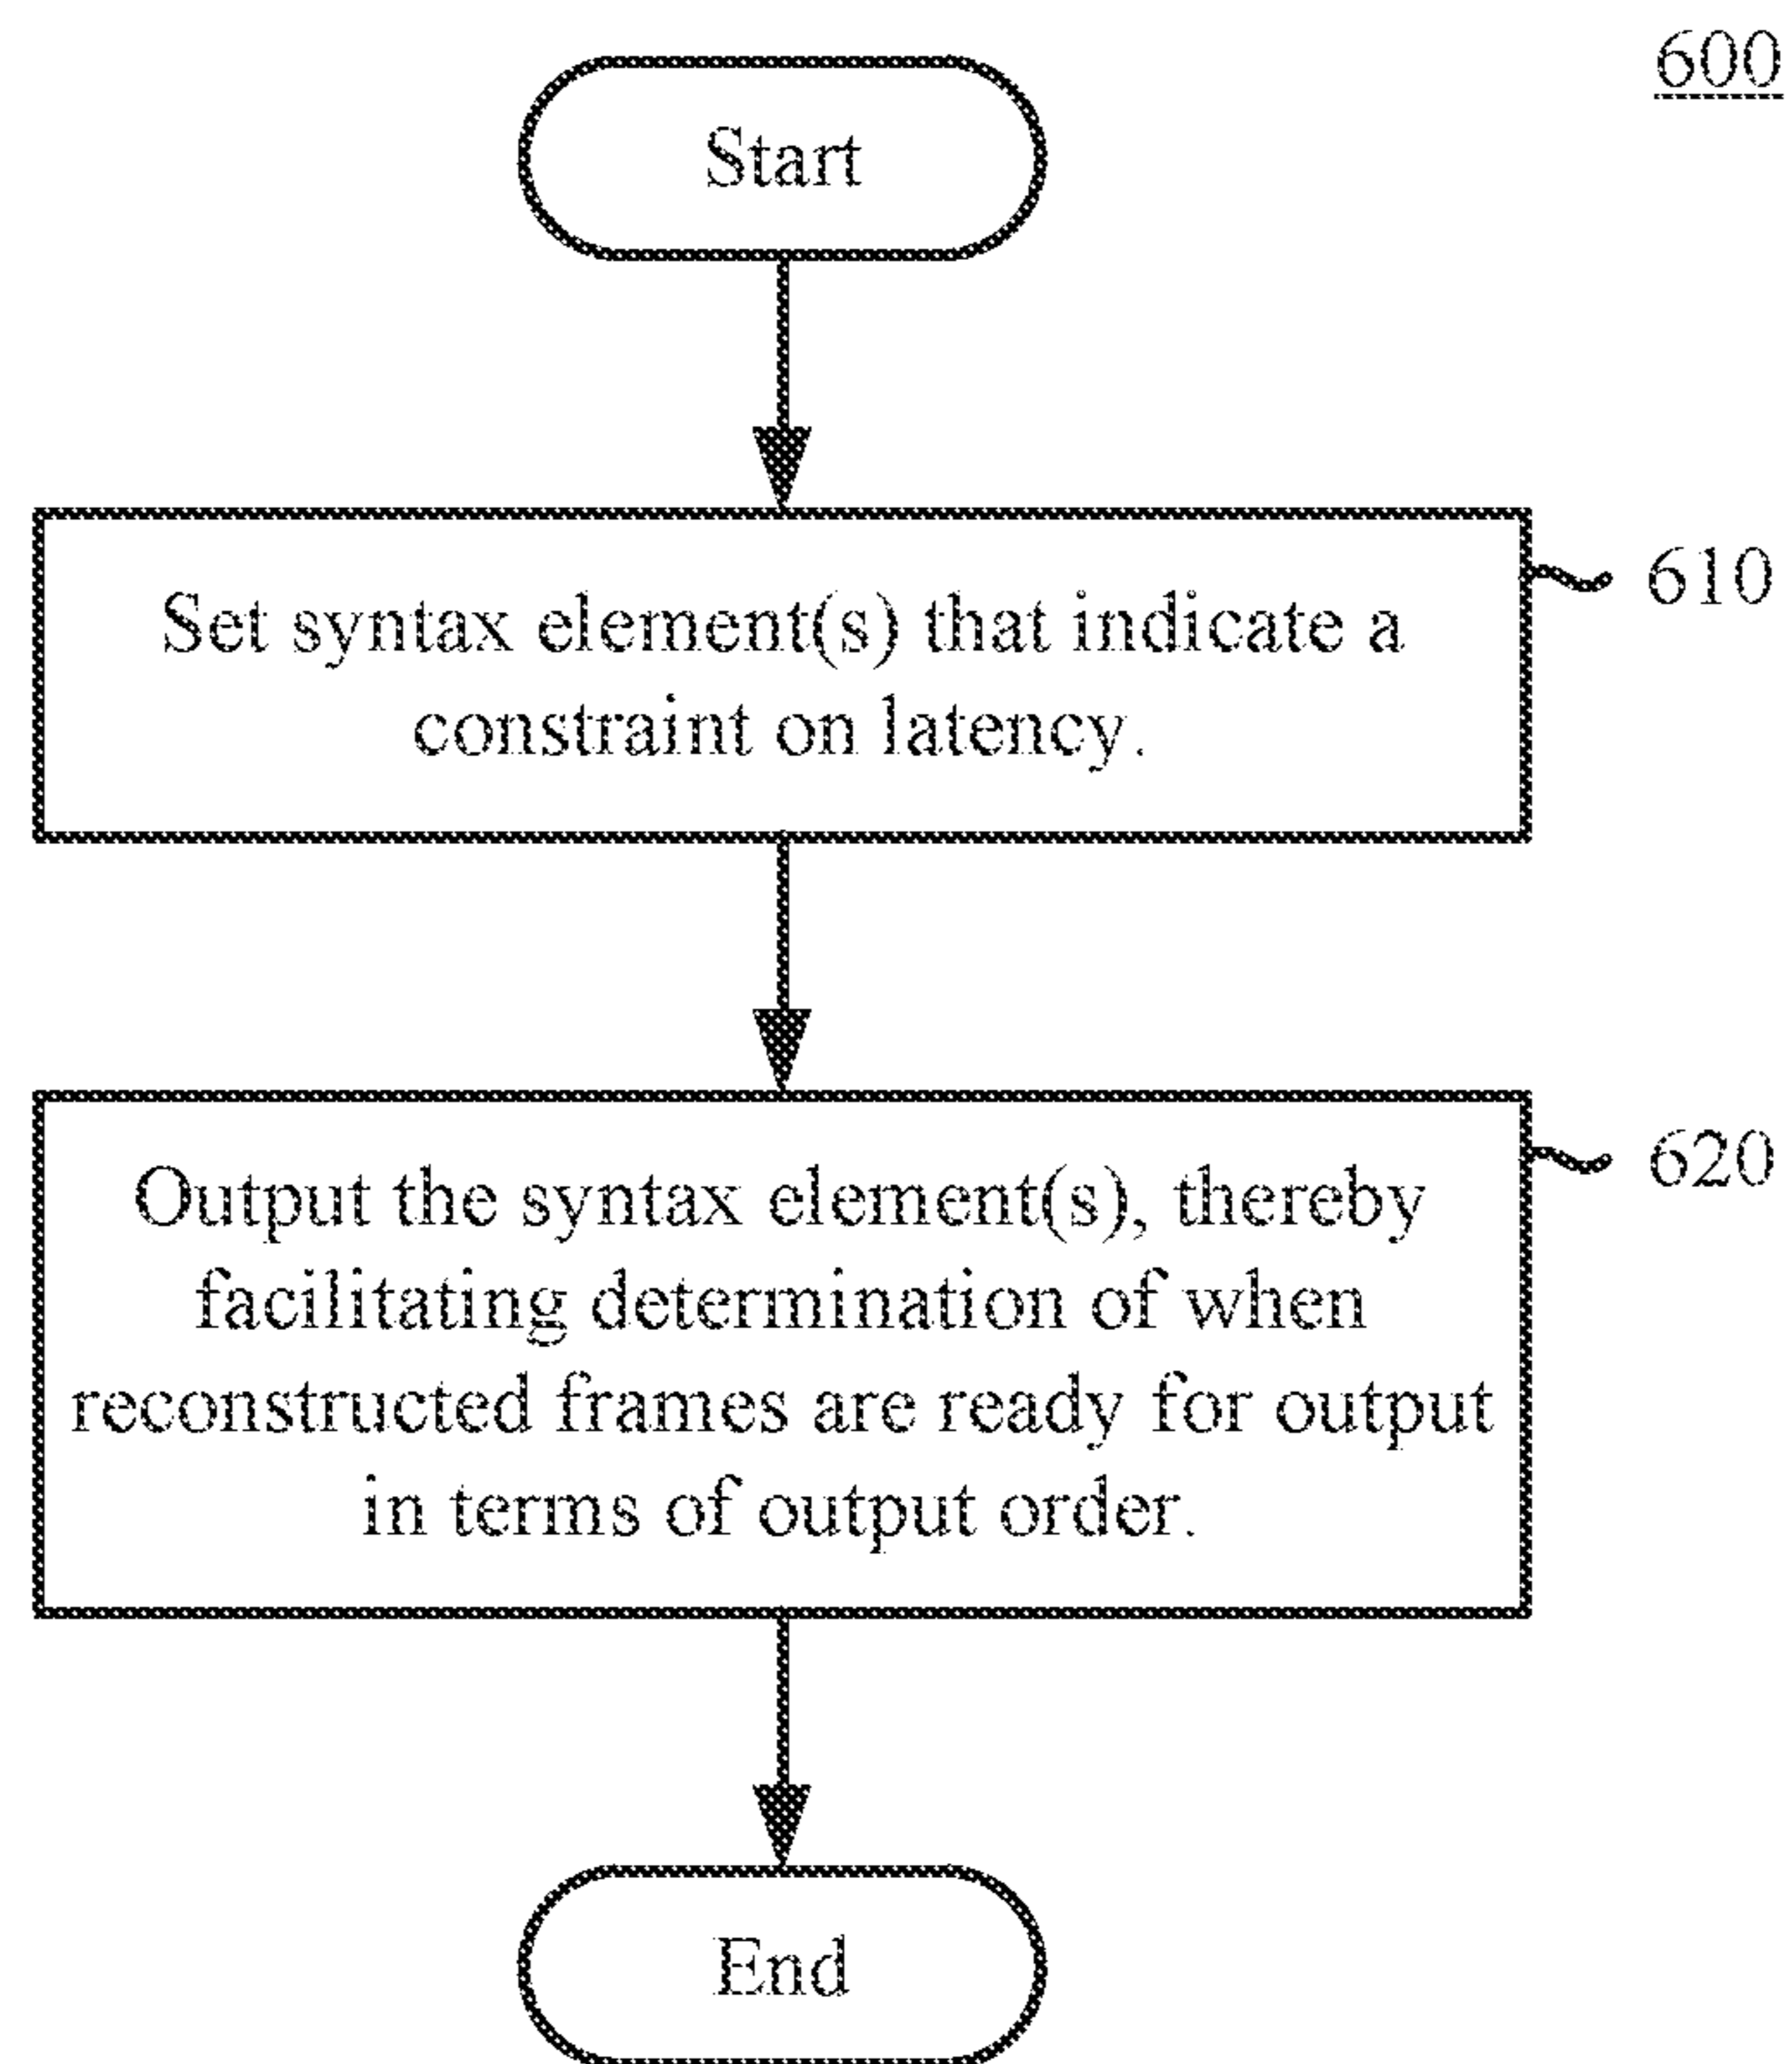 600
Start
Set syntax element(s) that indicate a
constraint on latency.
610
Output the syntax element(s), thereby
facilitating determination of when
reconstructed frames are ready for output
in terms of output order.
620
End